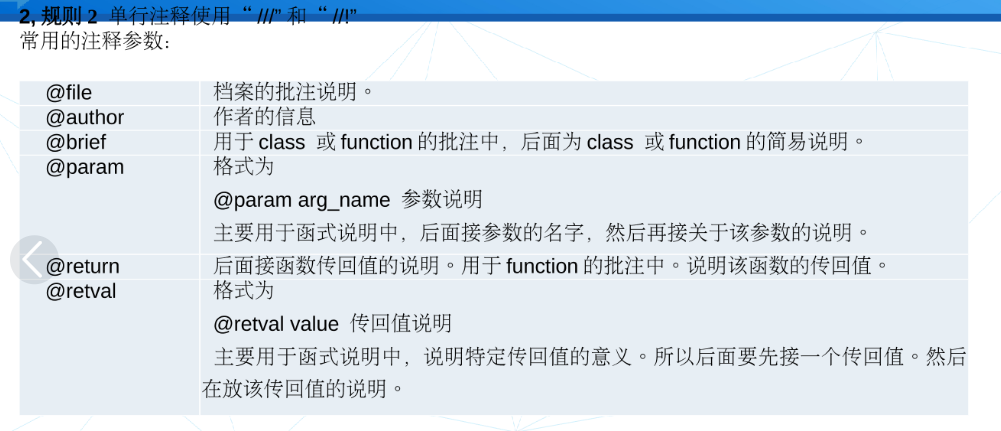 2, 规则 2 单行注释使用“ ///” 和“ //!”
常用的注释参数：
@file 档案的批注说明。
@author 作者的信息
@brief 用于 class 或 function 的批注中，后面为 class 或 function 的简易说明。
@param 格式为
@param arg_name 参数说明
主要用于函式说明中，后面接参数的名字，然后再接关于该参数的说明。
@return 后面接函数传回值的说明。用于 function 的批注中。说明该函数的传回值。
@retval 格式为
@retval value 传回值说明
主要用于函式说明中，说明特定传回值的意义。所以后面要先接一个传回值。然后
在放该传回值的说明。